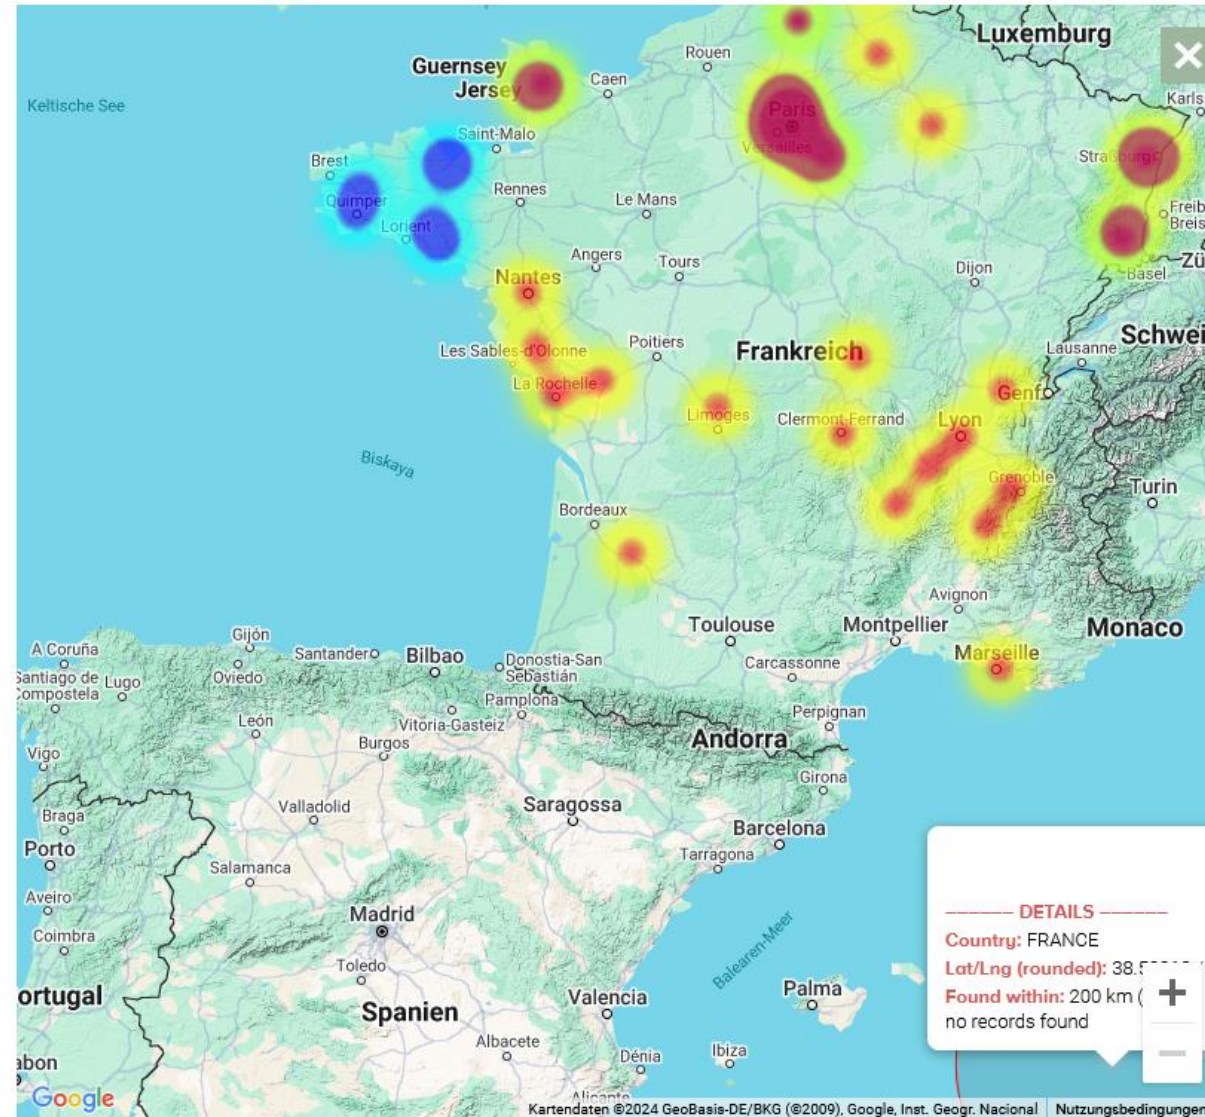 Luxemburg
Rouen
Guernsey
Jersey
Caen
Keltische See
Karls
Paris
Versailles
Saint-Malo
Brest
Straßburg
Rennes
Quimper
Le Mans
Freib
Breis
Lorient
Angers
Tours
Zü
Nantes
Dijon
Basel
Schwei
Les Sables-d'Olonne
Poitiers
Frankreich
Lausanne
La Rochelle
Genf
Limoges
Clermont-Ferrand
Lyon
Biskaya
Grenoble
Turin
Bordeaux
Avignon
Toulouse
Montpellier
Monaco
A Coruña
Gijón
Santander
Bilbao
Donostia-San
Sebastián
Carcassonne
Marseille
Santiago de
Compostela
Lugo
Oviedo
Pamplona
León
Vitoria-Gasteiz
Perpignan
Vigo
Burgos
Andorra
Girona
Braga
Valladolid
Saragossa
Barcelona
Porto
Salamanca
Tarragona
Aveiro
Madrid
Coimbra
Toledo
Balearen-Meer
DETAILS
Country: FRANCE
Lat/Lng (rounded): 38.5
Found within: 200 km (
no records found
ortugal
Spanien
Valencia
Palma
Albacete
Ibiza
Dénia
abon
Alicante
Google
Kartendaten ©2024 GeoBasis-DE/BKG (©2009), Google, Inst. Geogr. Nacional
Nutzungsbedingungen